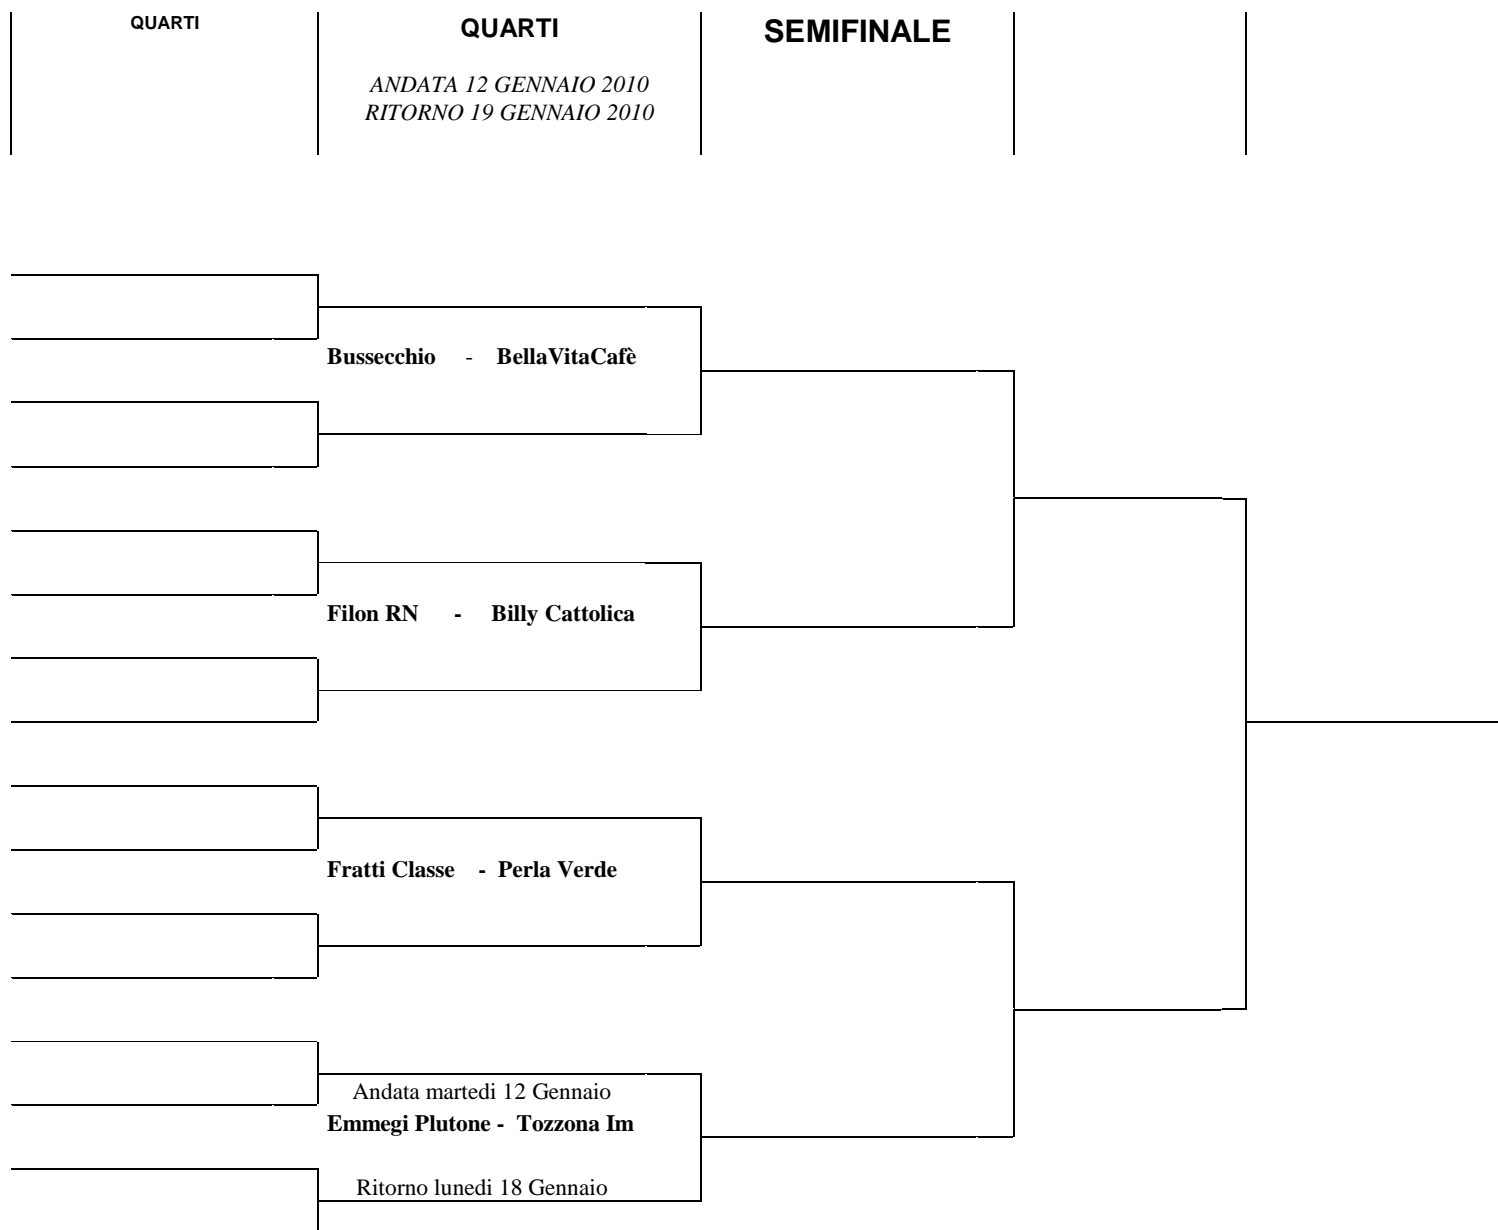 QUARTI
QUARTI
SEMIFINALE
ANDATA 12 GENNAIO 2010
RITORNO 19 GENNAIO 2010
Bussecchio - BellaVitaCafè
Filon RN - Billy Cattolica
Fratti Classe - Perla Verde
Andata martedi 12 Gennaio
Emmegi Plutone - Tozzona Im
Ritorno lunedi 18 Gennaio